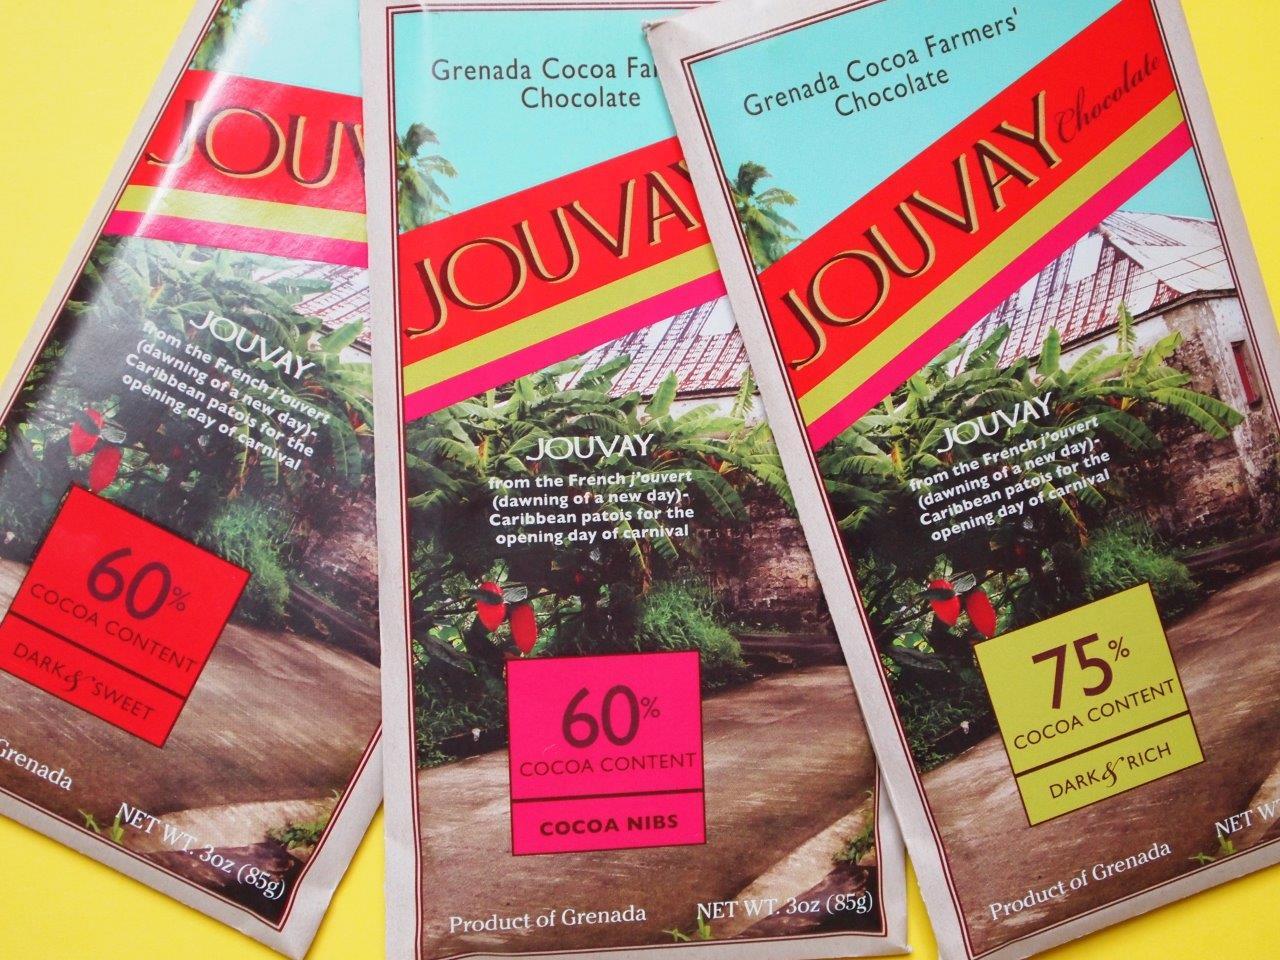 JOUV
JOUVAY
from the French j'ouvert
(dawning of a new day)-
Caribbean patois for the
opening day of carnival
60%
COCOA CONTENT
DARK & SWEET
Grenada
NET WT. 3oz (85g)
Grenada Cocoa Far
Chocolate
JOUVAY
JOUVAY
from the French j'ouvert
(dawning of a new day)-
Caribbean patois for the
opening day of carnival
60%
COCOA CONTENT
COCOA NIBS
Product of Grenada
NET WT. 3oz (85g)
Grenada Cocoa Farmers'
Chocolate
JOUVAY Chocolate
JOUVAY
from the French j'ouvert
(dawning of a new day)-
Caribbean patois for the
opening day of carnival
75%
COCOA CONTENT
DARK & RICH
Product of Grenada
NET W